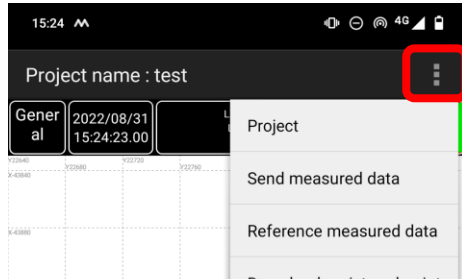 15:24
4G
Project name : test
Gener
al
2022/08/31
15:24:23.00
Project
Send measured data
Reference measured data
Y22640
Y22680
Y22720
Y22760
X-43840
X-43880